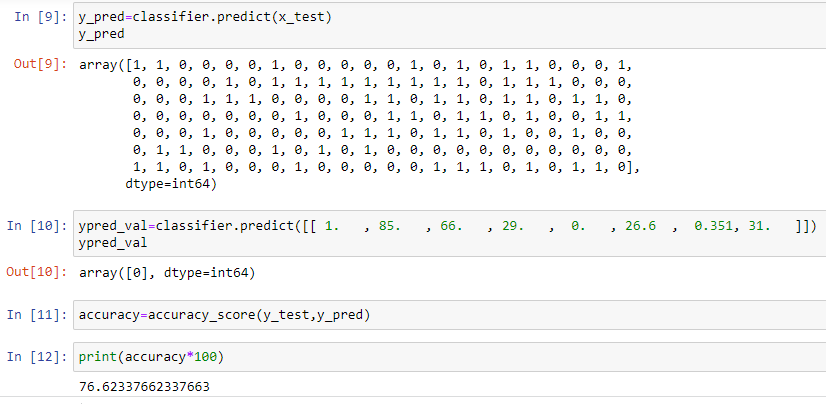 In [9]: y_pred=classifier.predict(x_test)
y_pred
Out[9]: array([1, 1, 0, 0, 0, 0, 1, 0, 0, 0, 0, 0, 1, 0, 1, 0, 1, 1, 0, 0, 0, 1,
0, 0, 0, 0, 1, 0, 1, 1, 1, 1, 1, 1, 1, 1, 1, 0, 1, 1, 1, 0, 0, 0,
0, 0, 0, 1, 1, 1, 0, 0, 0, 0, 1, 1, 0, 1, 1, 0, 1, 1, 0, 1, 1, 0,
0, 0, 0, 0, 0, 0, 1, 0, 0, 0, 1, 1, 0, 1, 1, 1, 0, 1, 0, 0, 1, 1,
0, 0, 0, 1, 0, 0, 0, 0, 1, 1, 1, 0, 1, 1, 0, 1, 0, 0, 1, 0, 0,
0, 1, 1, 0, 0, 0, 1, 0, 1, 0, 1, 0, 0, 0, 0, 0, 0, 0, 0, 0, 0,
1, 1, 0, 1, 0, 0, 0, 1, 0, 0, 0, 0, 0, 1, 1, 1, 0, 1, 0, 1, 1, 0],
dtype=int64)
In [10]: ypred_val=classifier.predict([[ 1.   , 85.   , 66.   , 29.   ,  0.   , 26.6  ,  0.351, 31.   ]])
ypred_val
Out[10]: array([0], dtype=int64)
In [11]: accuracy=accuracy_score(y_test,y_pred)
In [12]: print(accuracy*100)
76.62337662337663